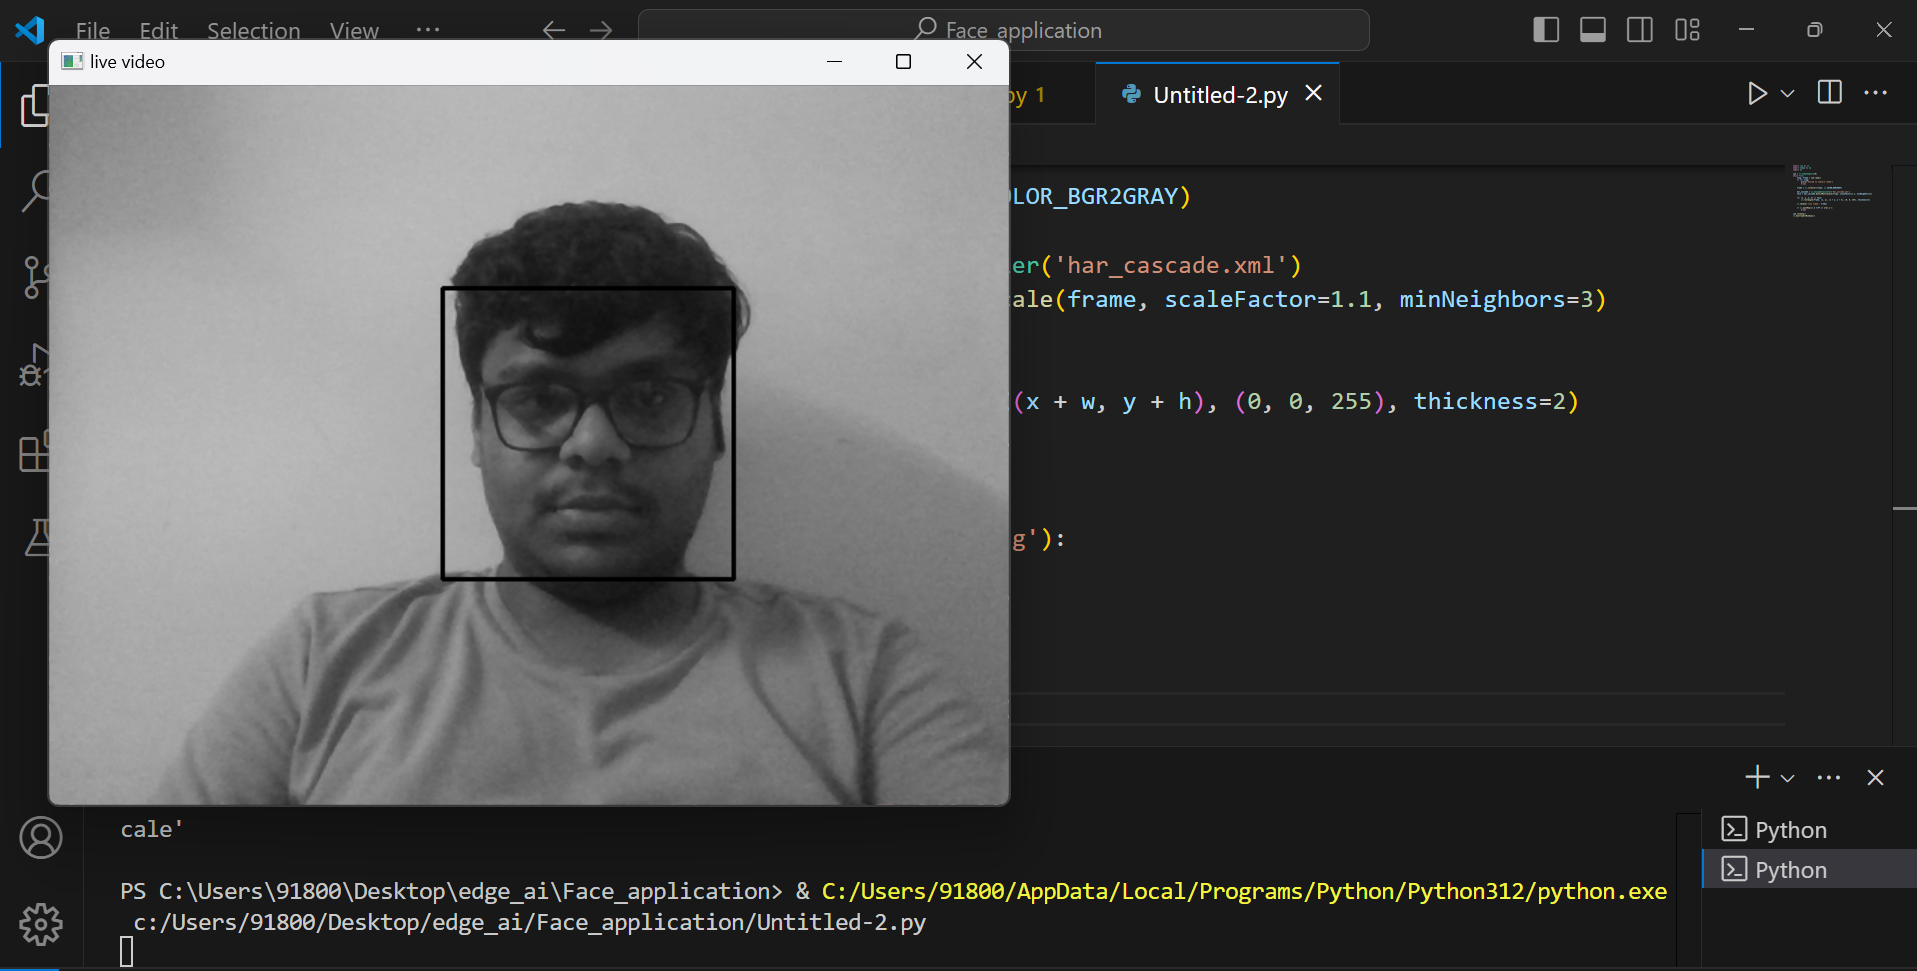 File Edit Selection View ···
Face application
live video
py 1
Untitled-2.py
LOR_BGR2GRAY)
er('har_cascade.xml')
ale(frame, scaleFactor=1.1, minNeighbors=3)
(x + w, y + h), (0, 0, 255), thickness=2)
g'):
cale'
PS C:\Users\91800\Desktop\edge_ai\Face_application> & C:/Users/91800/AppData/Local/Programs/Python/Python312/python.exe
c:/Users/91800/Desktop/edge_ai/Face_application/Untitled-2.py
Python
Python